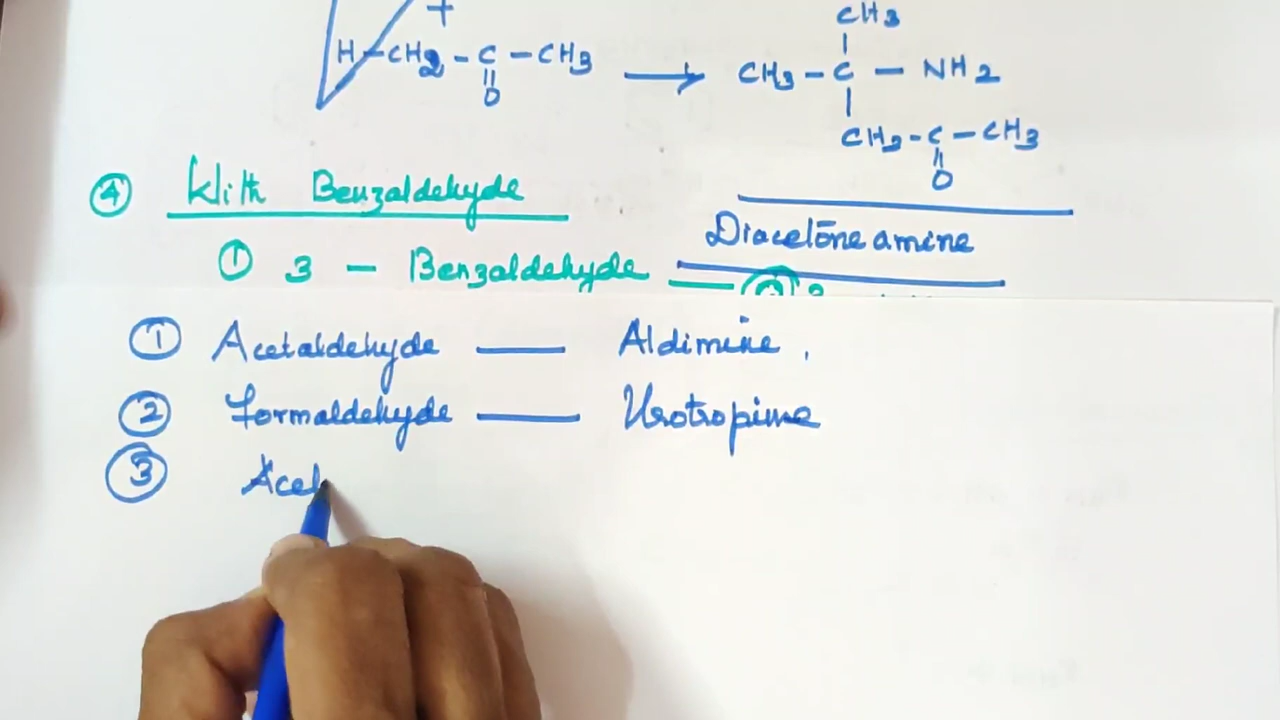 CH3
+
H - CH2 - C - CH3 → CH3 - C - NH2
||
O
CH2 - C - CH3
||
O
④ With Benzaldehyde
Diacetone amine
① 3 - Benzaldehyde —
① Acetaldehyde — Aldimine.
② Formaldehyde — Urotropine
③ Acet